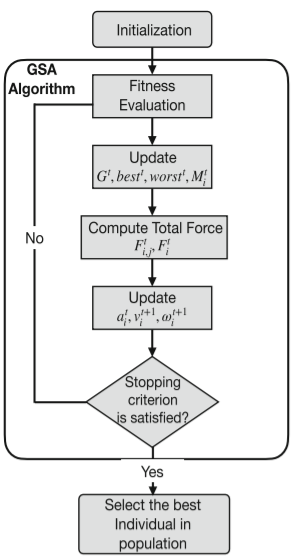 Initialization
GSA
Algorithm
Fitness
Evaluation
Update
G^t, best^t, worst^t, M_i^t
Compute Total Force
F_{i,j}^t, F_i^t
Update
a_i^t, v_i^{t+1}, ω_i^{t+1}
No
Stopping
criterion
is satisfied?
Yes
Select the best
Individual in
population